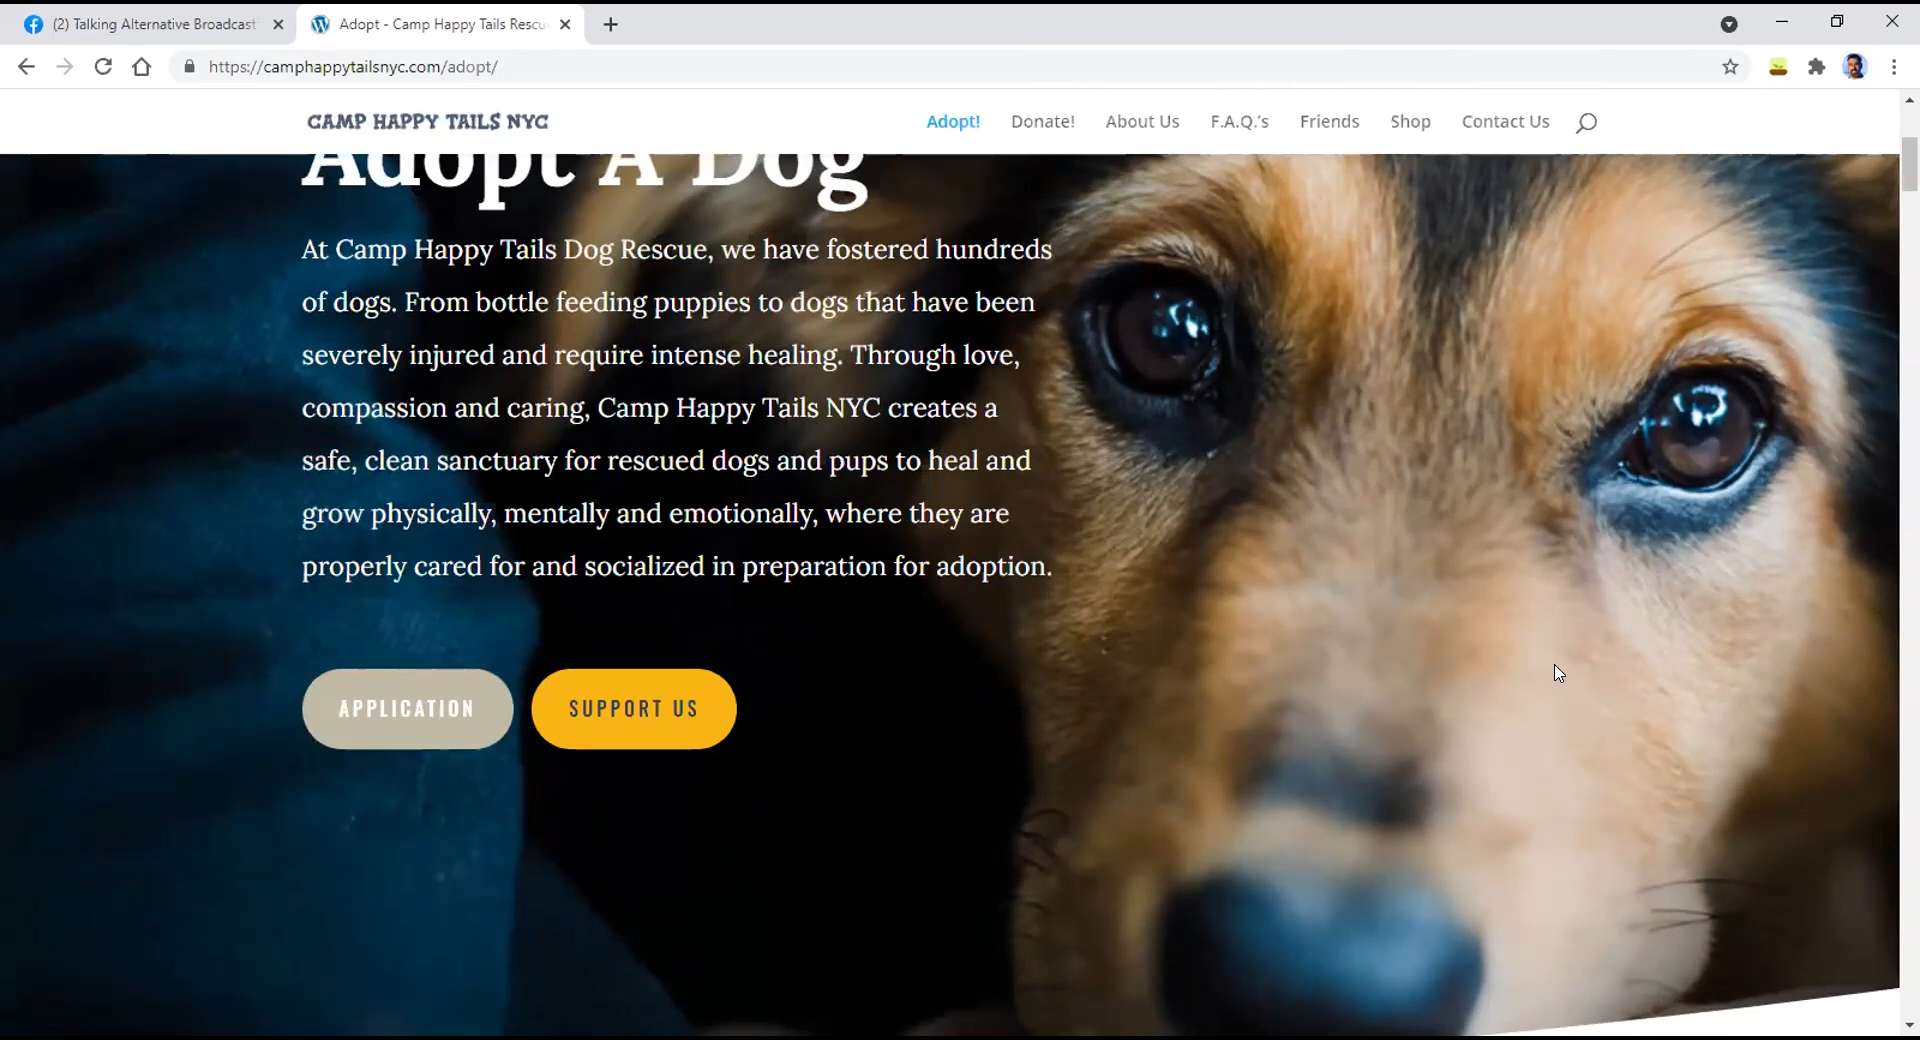 (2) Talking Alternative Broadcast
Adopt - Camp Happy Tails Rescu
https://camphappytailsnyc.com/adopt/
CAMP HAPPY TAILS NYC
Adopt! Donate! About Us F.A.Q.'s Friends Shop Contact Us
Adopt A Dog
At Camp Happy Tails Dog Rescue, we have fostered hundreds
of dogs. From bottle feeding puppies to dogs that have been
severely injured and require intense healing. Through love,
compassion and caring, Camp Happy Tails NYC creates a
safe, clean sanctuary for rescued dogs and pups to heal and
grow physically, mentally and emotionally, where they are
properly cared for and socialized in preparation for adoption.
APPLICATION SUPPORT US